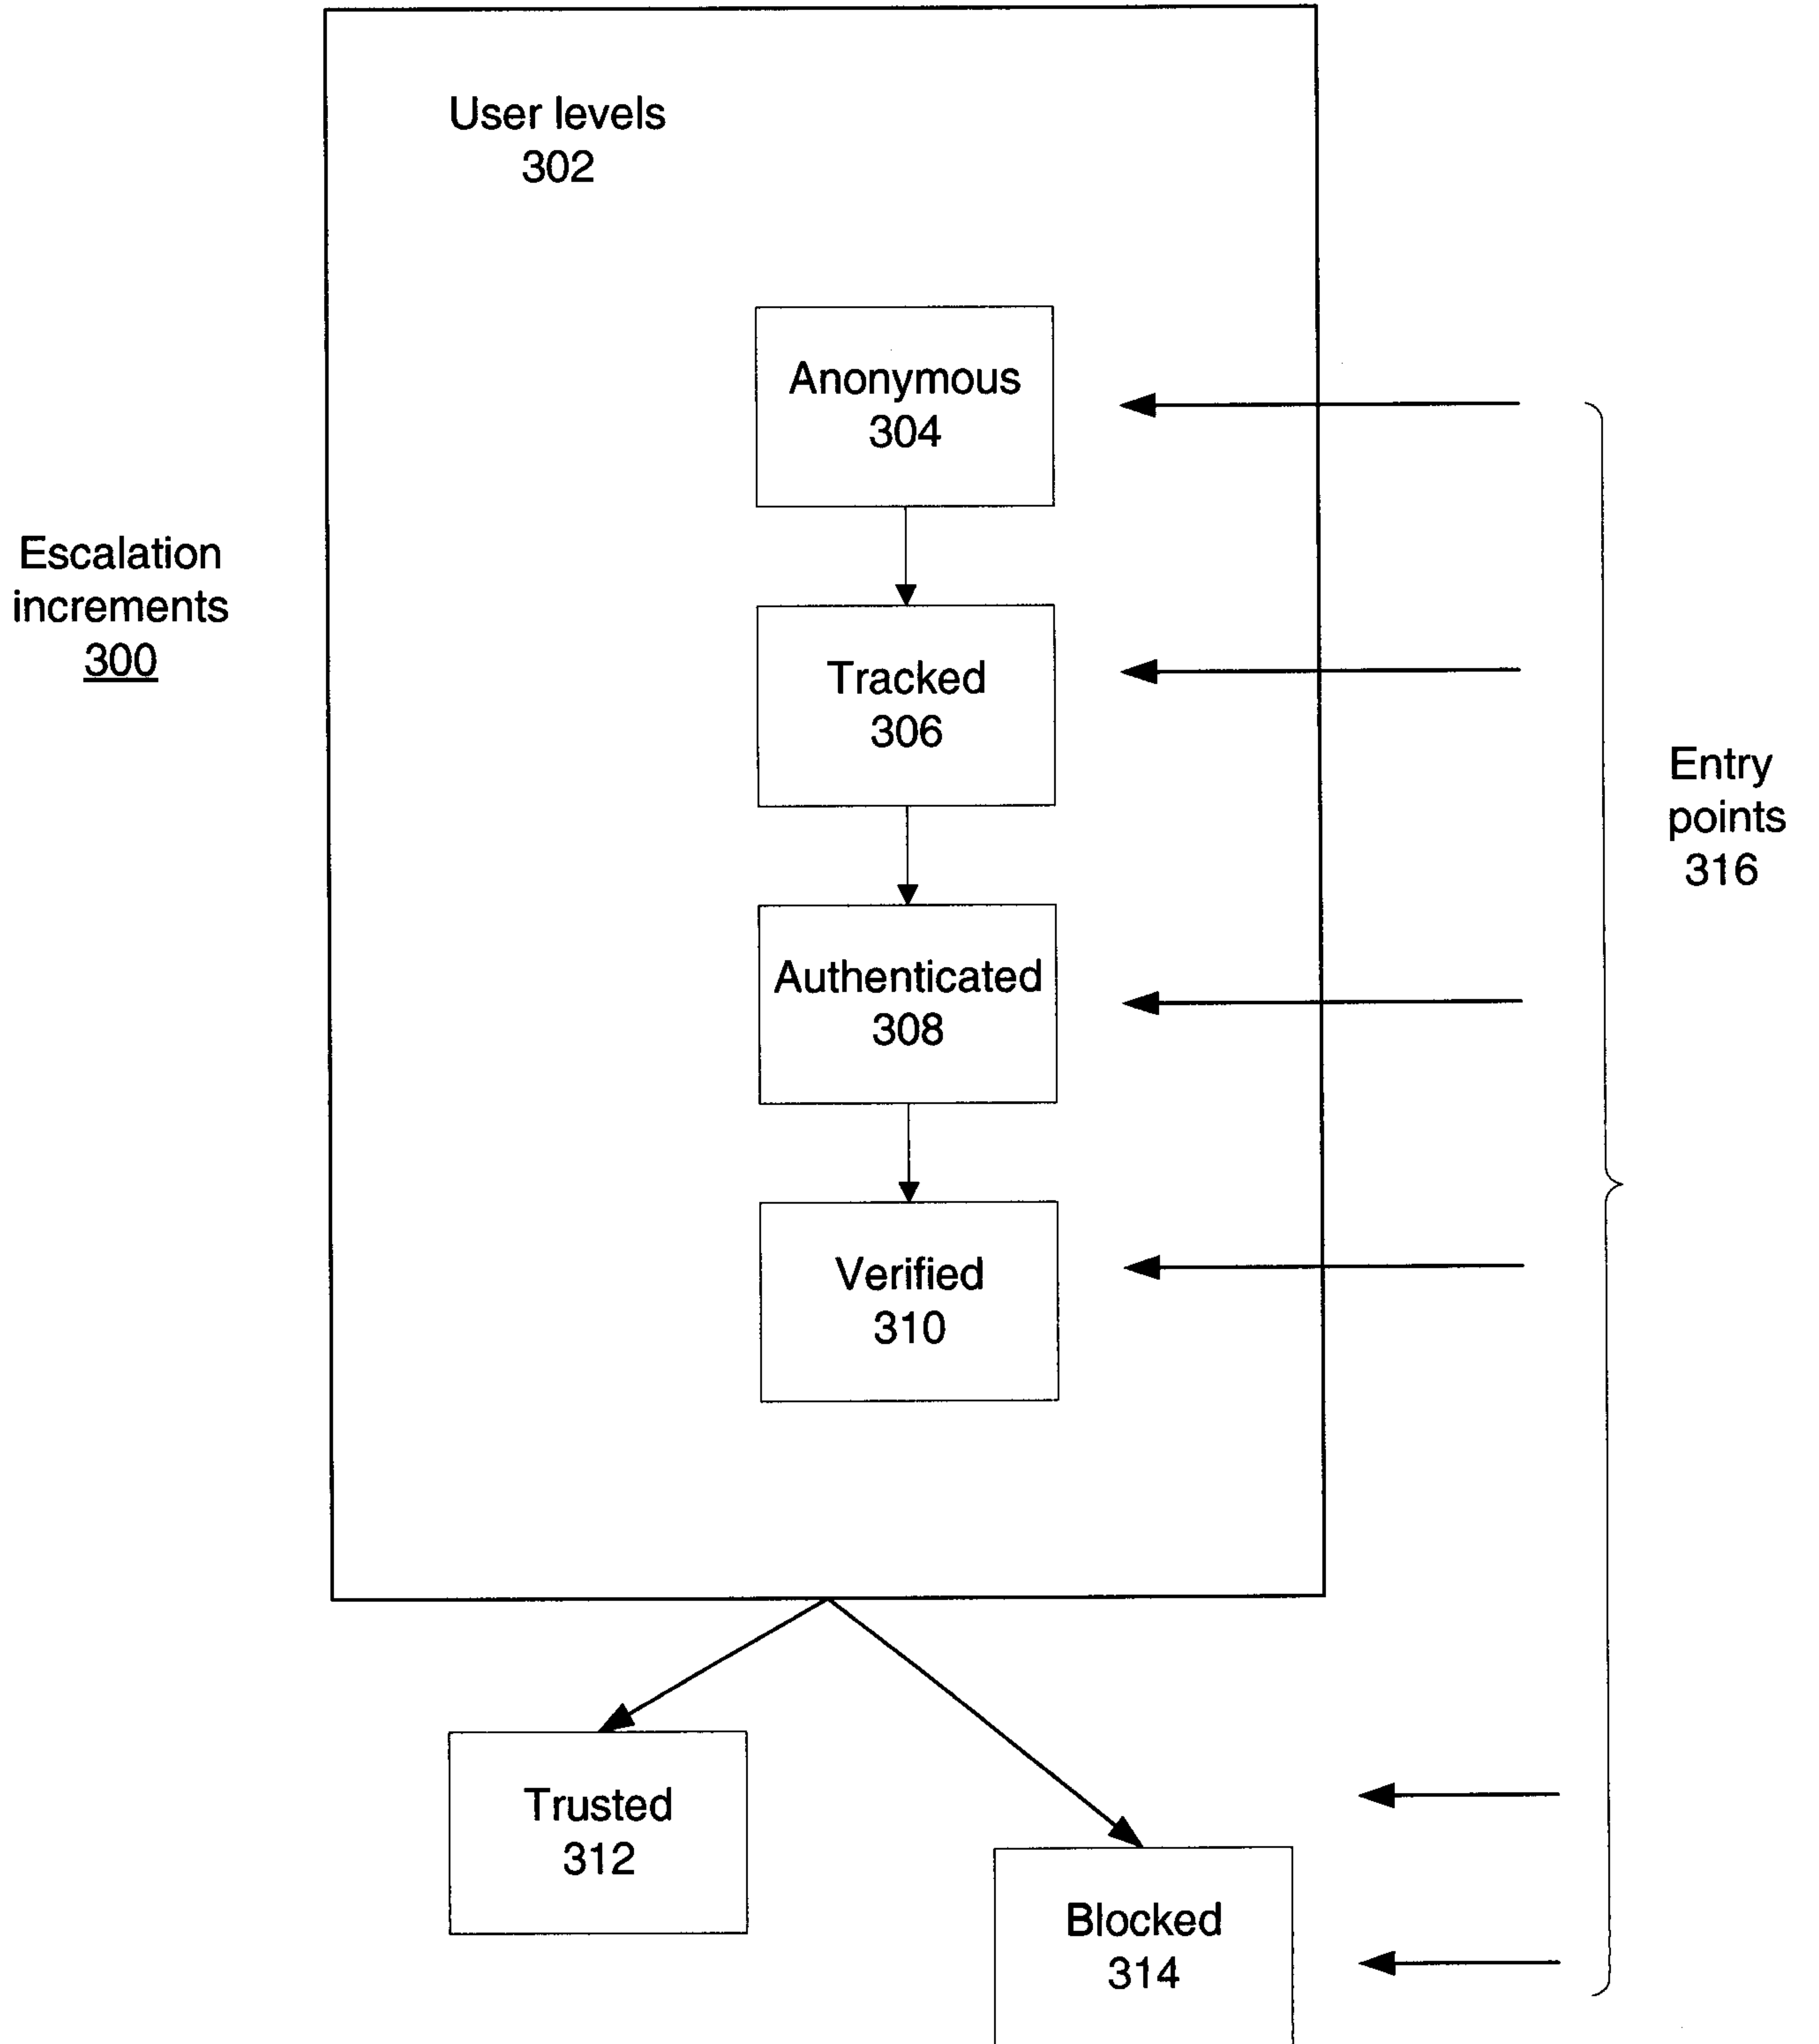 User levels
302
Anonymous
304
Escalation
increments
300
Tracked
306
Entry
points
316
Authenticated
308
Verified
310
Trusted
312
Blocked
314